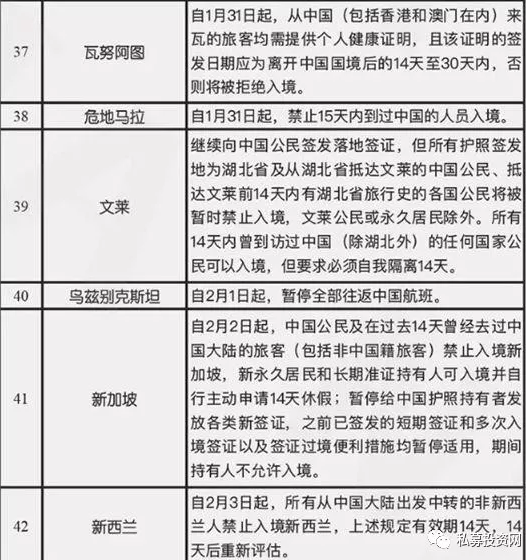 37
瓦努阿图
自1月31日起，从中国（包括香港和澳门在内）来
瓦的旅客均需提供个人健康证明，且该证明的签
发日期应为离开中国国境后的14天至30天内，否
则将被拒绝入境。
38
危地马拉
自1月31日起，禁止15天内到过中国的人员入境。
39
文莱
继续向中国公民签发落地签证，但所有护照签发
地为湖北省及从湖北省抵达文莱的中国公民、抵
达文莱前14天内有湖北省旅行史的各国公民将被
暂时禁止入境，文莱公民或永久居民除外。所有
14天内曾到访过中国（除湖北外）的任何国家公
民可以入境，但要求必须自我隔离14天。
40
乌兹别克斯坦
自2月1日起，暂停全部往返中国航班。
41
新加坡
自2月2日起，中国公民及在过去14天曾经去过中
国大陆的旅客（包括非中国籍旅客）禁止入境新
加坡，新永久居民和长期准证持有人可入境并自
行主动申请14天休假；暂停给中国护照持有者发
放各类新签证，之前已签发的短期签证和多次入
境签证以及签证过境便利措施均暂停适用，期间
持有人不允许入境。
42
新西兰
自2月3日起，所有从中国大陆出发中转的非新西
兰人禁止入境新西兰，上述规定有效期14天，14
天后重新评估。
私募投资网